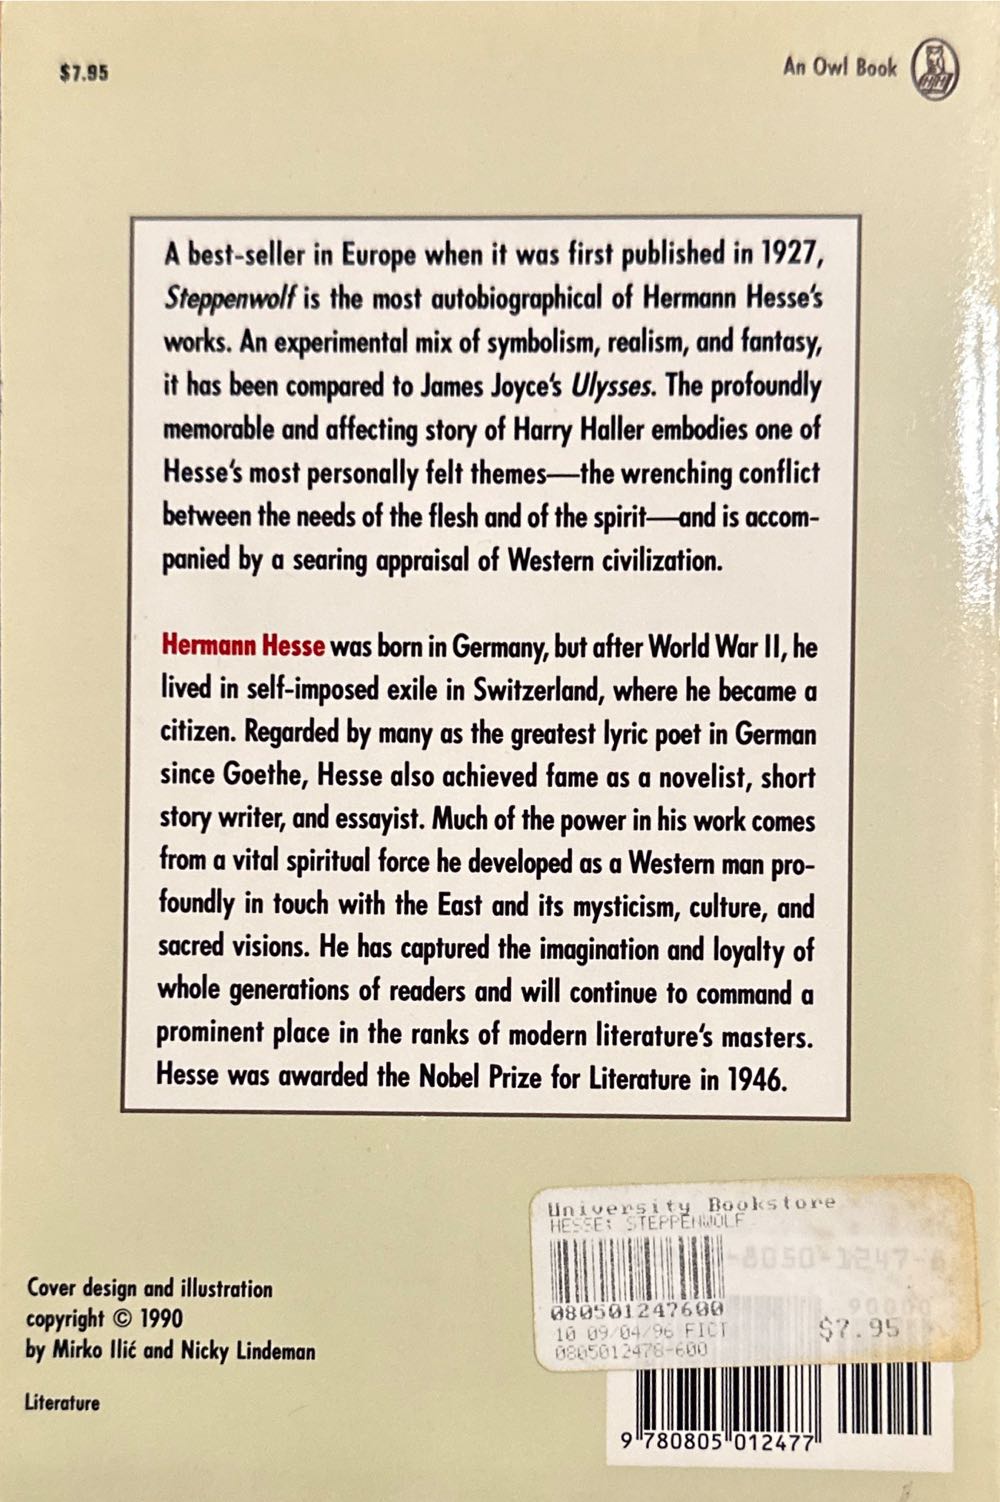 $7.95
An Owl Book
A best-seller in Europe when it was first published in 1927,
Steppenwolf is the most autobiographical of Hermann Hesse's
works. An experimental mix of symbolism, realism, and fantasy,
it has been compared to James Joyce's Ulysses. The profoundly
memorable and affecting story of Harry Haller embodies one of
Hesse's most personally felt themes—the wrenching conflict
between the needs of the flesh and of the spirit—and is accom-
panied by a searing appraisal of Western civilization.
Hermann Hesse was born in Germany, but after World War II, he
lived in self-imposed exile in Switzerland, where he became a
citizen. Regarded by many as the greatest lyric poet in German
since Goethe, Hesse also achieved fame as a novelist, short
story writer, and essayist. Much of the power in his work comes
from a vital spiritual force he developed as a Western man pro-
foundly in touch with the East and its mysticism, culture, and
sacred visions. He has captured the imagination and loyalty of
whole generations of readers and will continue to command a
prominent place in the ranks of modern literature's masters.
Hesse was awarded the Nobel Prize for Literature in 1946.
University Bookstore
HESSE: STEPPENWOLF
-8050-1247-6
080501247600
90000
10 09/04/96 FICT
$7.95
0805012478-600
Cover design and illustration
copyright © 1990
by Mirko Ilić and Nicky Lindeman
Literature
9 780805 012477